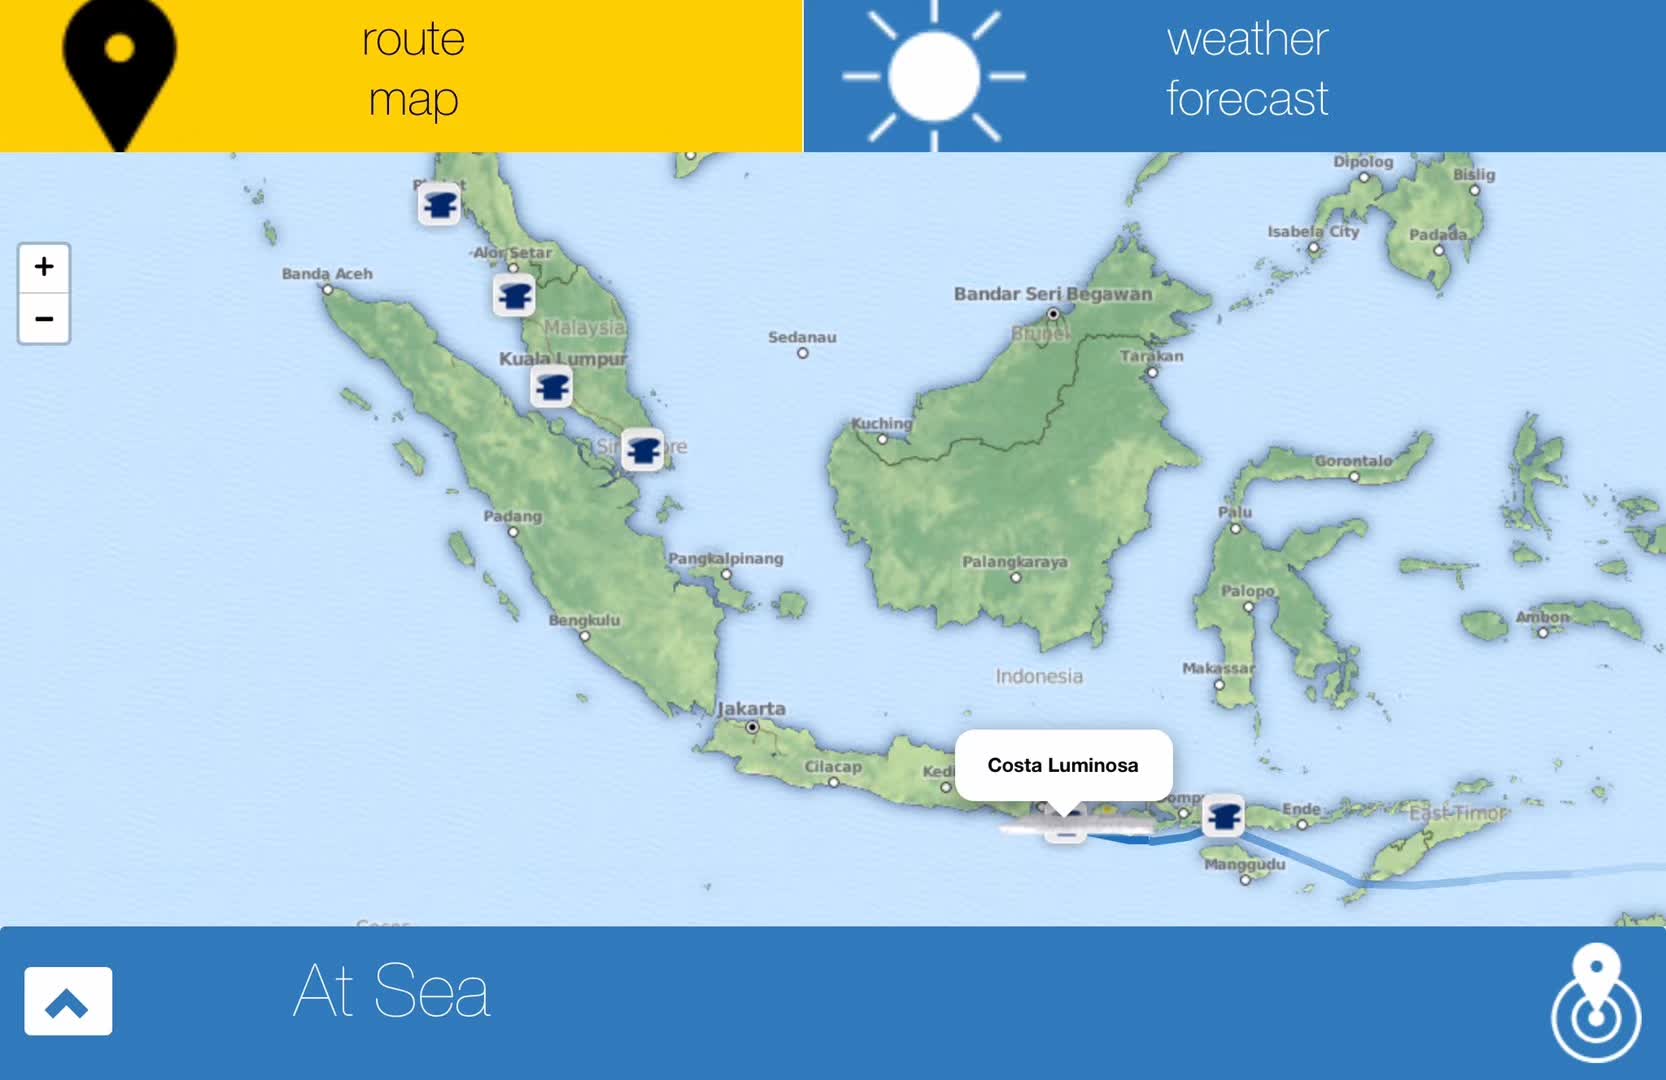 route
map
weather
forecast
+
−
Dipolog
Bislig
Isabela City
Padada
Alor Setar
Banda Aceh
Bandar Seri Begawan
Malaysia
Brunei
Sedanau
Kuala Lumpur
Tarakan
Kuching
Gorontalo
Padang
Palu
Pangkalpinang
Palangkaraya
Palopo
Bengkulu
Ambon
Makassar
Indonesia
Jakarta
Costa Luminosa
Cilacap
Kedi
Ende
East-Timor
Manggudu
At Sea